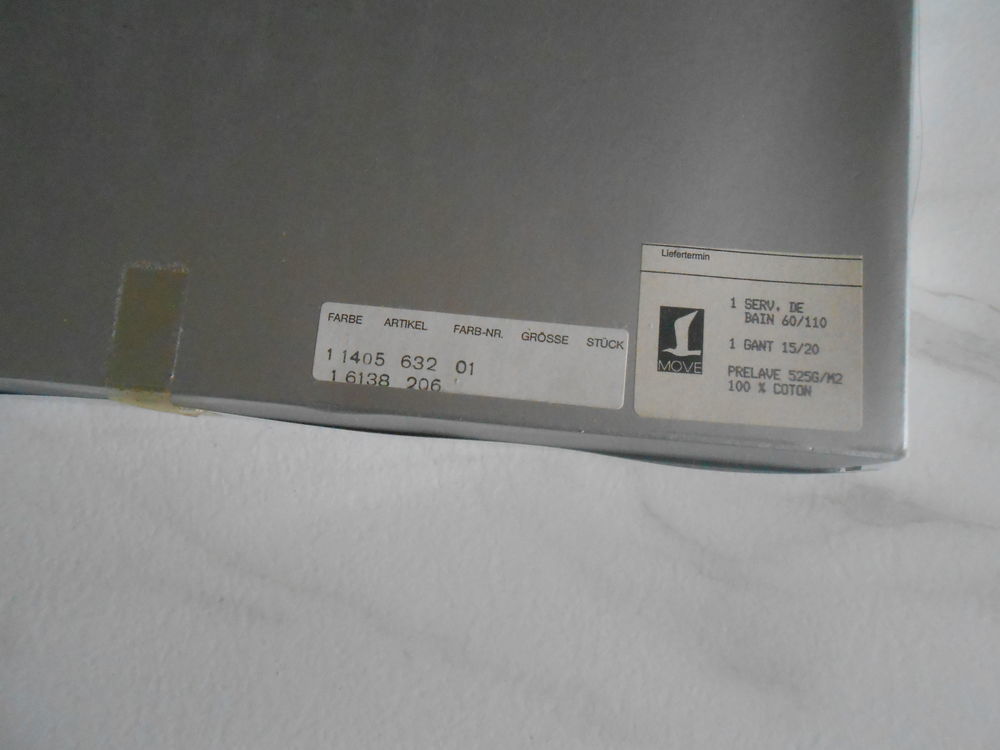 FARBE ARTIKEL FARB-NR. GRÖSSE STÜCK
1 1405 632 01
1 6138 206
Liefertermin
MOVE
1 SERV. DE
BAIN 60/110
1 GANT 15/20
PRELAVE 525G/M2
100 % COTON